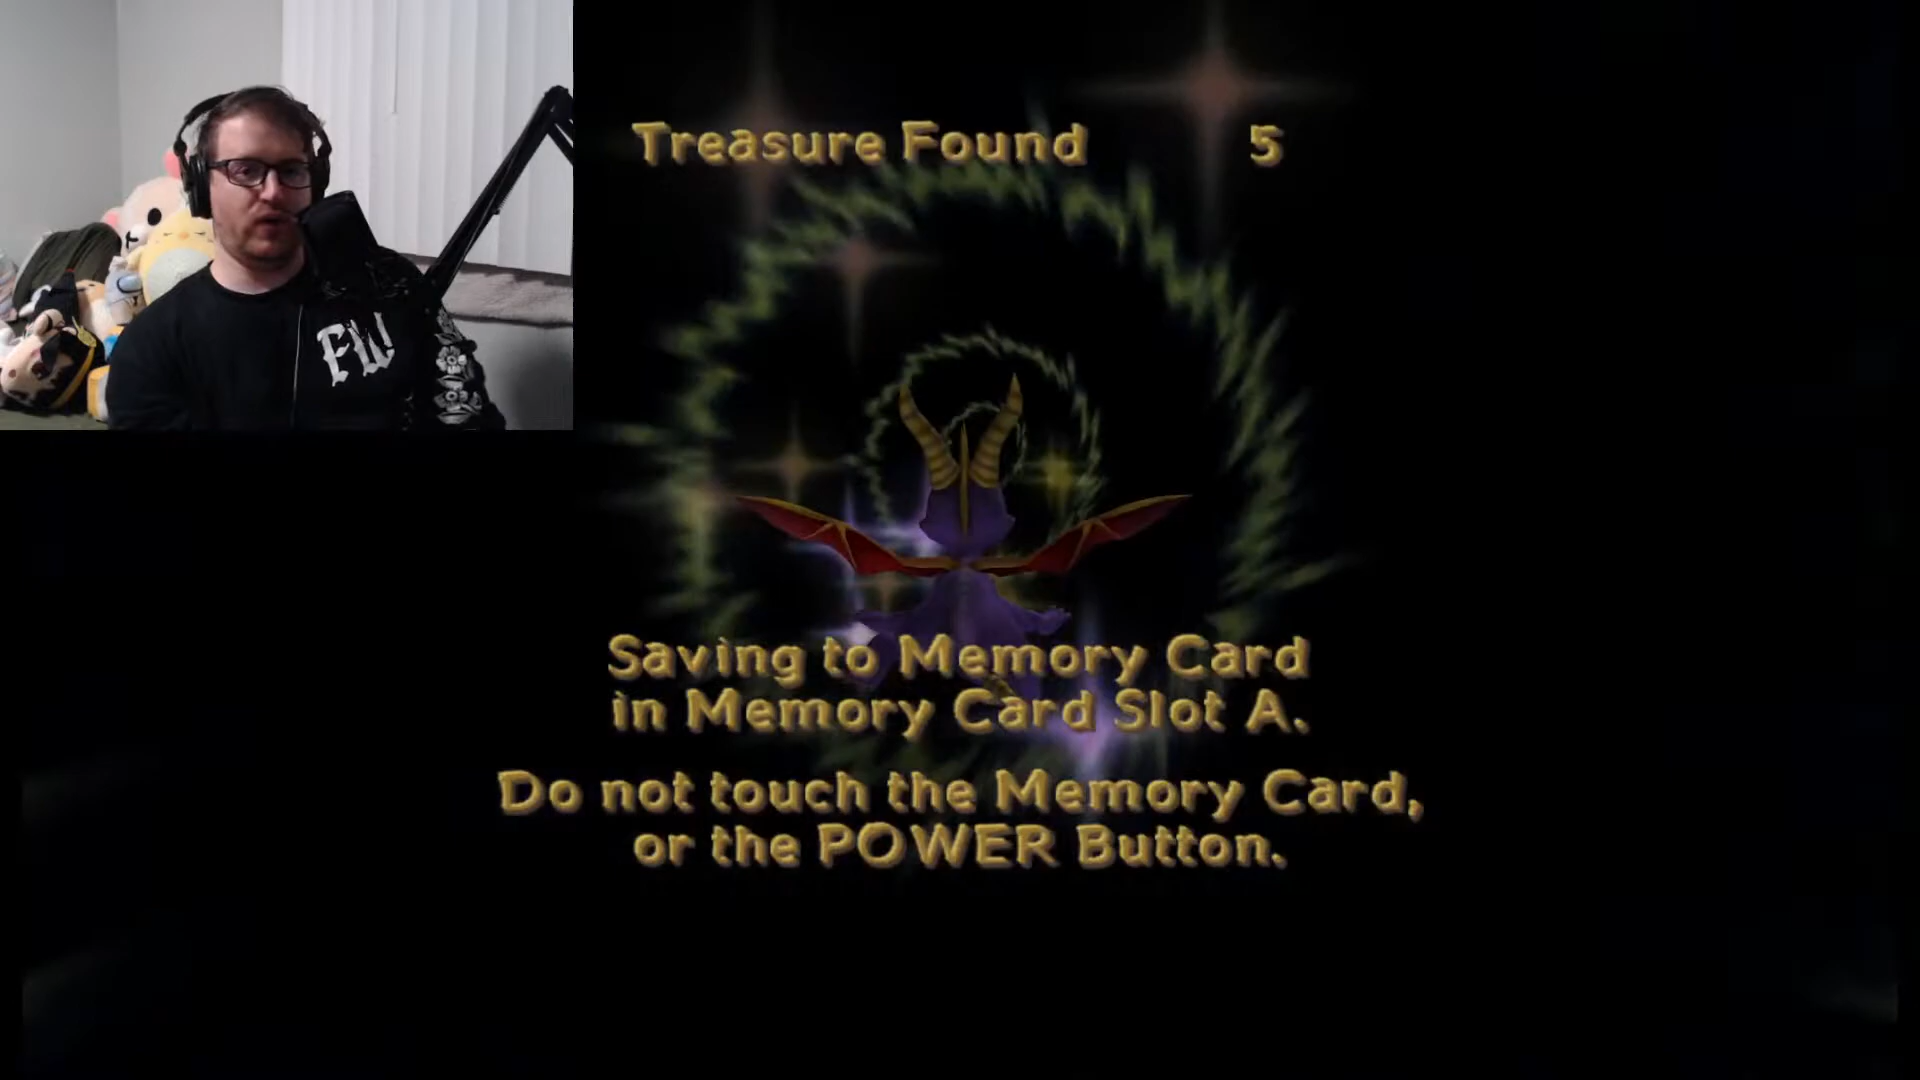 Treasure Found 5
FW
Saving to Memory Card
in Memory Card Slot A.
Do not touch the Memory Card,
or the POWER Button.